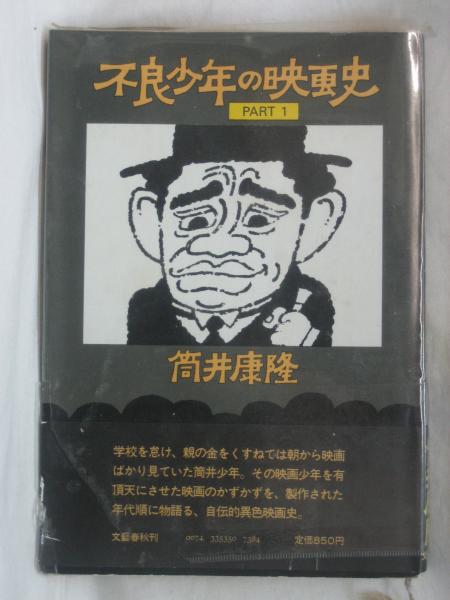 不良少年の映画史
PART 1
筒井康隆
学校を怠け、親の金をくすねては朝から映画
ばかり見ていた筒井少年。その映画少年を有
頂天にさせた映画のかずかずを、製作された
年代順に物語る、自伝的異色映画史。
文藝春秋刊 0074 335350 7384 定価850円